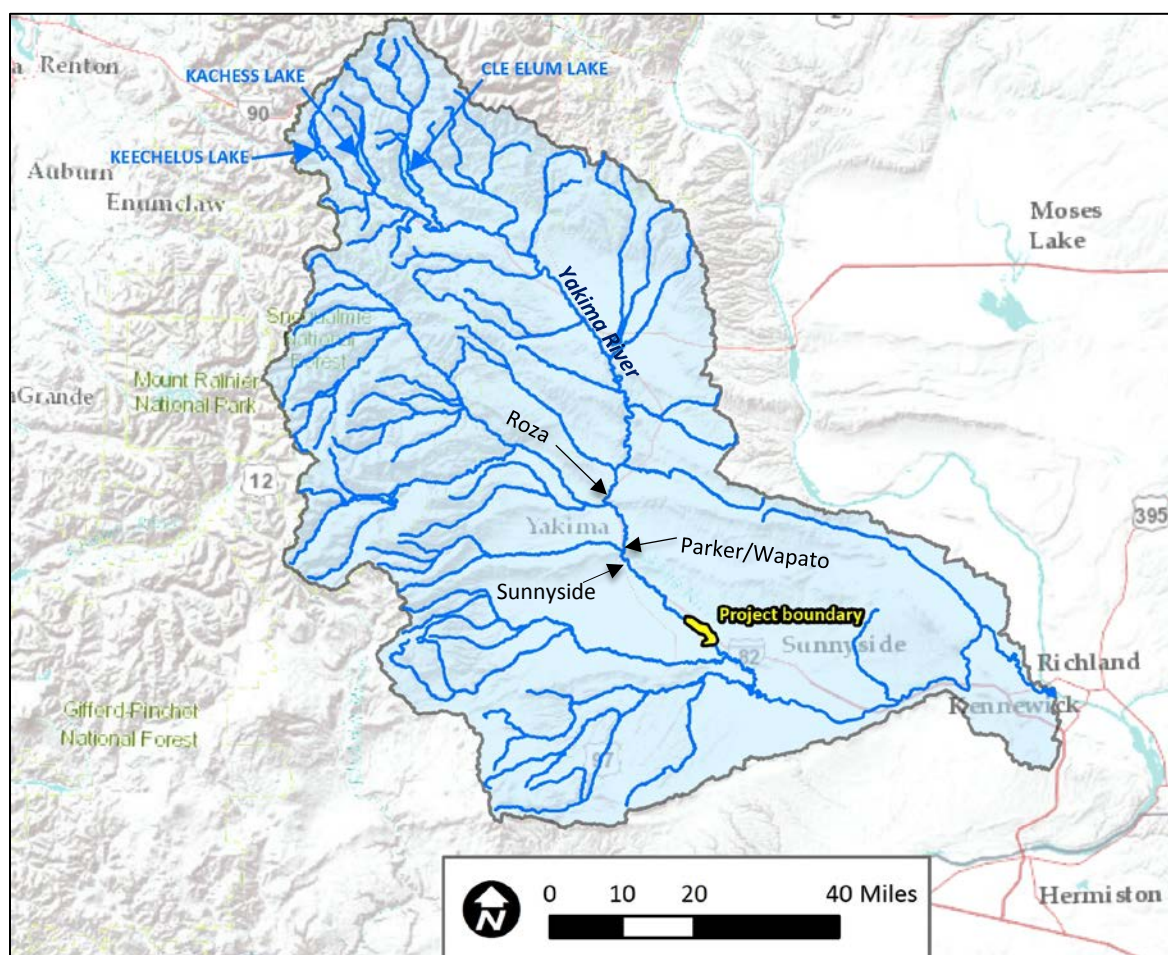 2
Renton
KACHESS LAKE
CLE ELUM LAKE
90
KEECHELUS LAKE
Auburn
Enumclaw
Moses
Lake
Yakima River
Snoqualmie
National
Forest
Mount Rainier
National Park
aGrande
Roza
12
395
Yakima
Parker/Wapato
Sunnyside
Project boundary
82
Sunnyside
Richland
Kennewick
Gifford Pinchot
National Forest
97
N
0 10 20 40 Miles
Hermiston